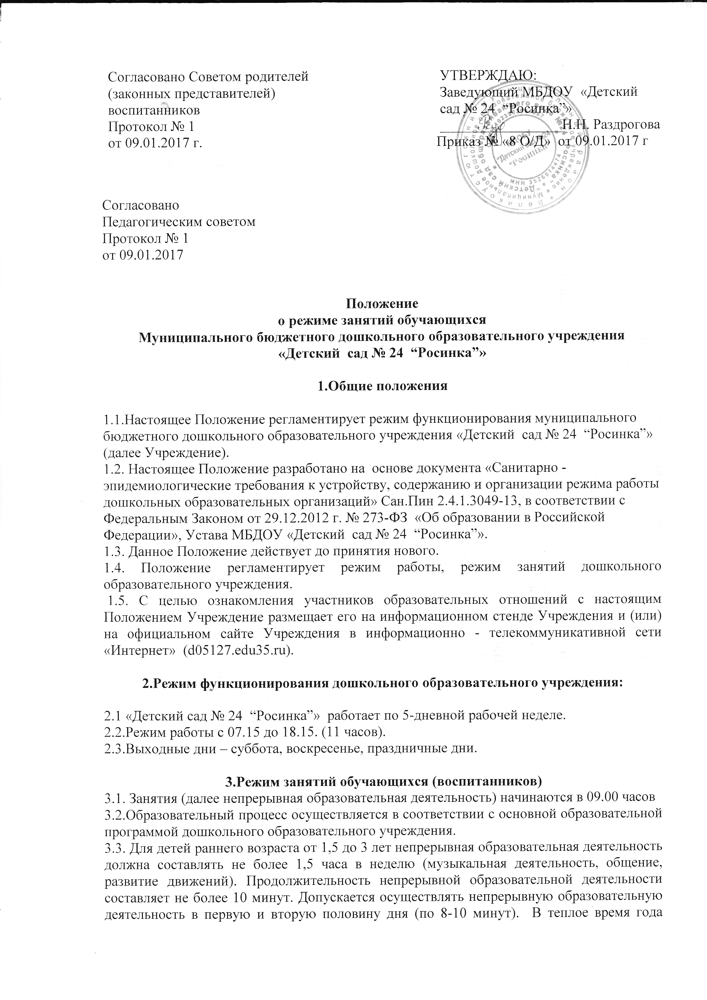 Согласовано Советом родителей
(законных представителей)
воспитанников
Протокол № 1
от 09.01.2017 г.
УТВЕРЖДАЮ:
Заведующий МБДОУ «Детский
сад № 24 “Росинка”»
________________Н.Н. Раздрогова
Приказ № «8 О/Д» от 09.01.2017 г
"Детский сад №24
"РОСИНКА"
ИНН 3526014474
Согласовано
Педагогическим советом
Протокол № 1
от 09.01.2017
Положение
о режиме занятий обучающихся
Муниципального бюджетного дошкольного образовательного учреждения
«Детский сад № 24 “Росинка”»
1.Общие положения
1.1.Настоящее Положение регламентирует режим функционирования муниципального
бюджетного дошкольного образовательного учреждения «Детский сад № 24 “Росинка”»
(далее Учреждение).
1.2. Настоящее Положение разработано на основе документа «Санитарно -
эпидемиологические требования к устройству, содержанию и организации режима работы
дошкольных образовательных организаций» Сан.Пин 2.4.1.3049-13, в соответствии с
Федеральным Законом от 29.12.2012 г. № 273-ФЗ «Об образовании в Российской
Федерации», Устава МБДОУ «Детский сад № 24 “Росинка”».
1.3. Данное Положение действует до принятия нового.
1.4. Положение регламентирует режим работы, режим занятий дошкольного
образовательного учреждения.
1.5. С целью ознакомления участников образовательных отношений с настоящим
Положением Учреждение размещает его на информационном стенде Учреждения и (или)
на официальном сайте Учреждения в информационно - телекоммуникативной сети
«Интернет» (d05127.edu35.ru).
2.Режим функционирования дошкольного образовательного учреждения:
2.1 «Детский сад № 24 “Росинка”» работает по 5-дневной рабочей неделе.
2.2.Режим работы с 07.15 до 18.15. (11 часов).
2.3.Выходные дни – суббота, воскресенье, праздничные дни.
3.Режим занятий обучающихся (воспитанников)
3.1. Занятия (далее непрерывная образовательная деятельность) начинаются в 09.00 часов
3.2.Образовательный процесс осуществляется в соответствии с основной образовательной
программой дошкольного образовательного учреждения.
3.3. Для детей раннего возраста от 1,5 до 3 лет непрерывная образовательная деятельность
должна составлять не более 1,5 часа в неделю (музыкальная деятельность, общение,
развитие движений). Продолжительность непрерывной образовательной деятельности
составляет не более 10 минут. Допускается осуществлять непрерывную образовательную
деятельность в первую и вторую половину дня (по 8-10 минут). В теплое время года